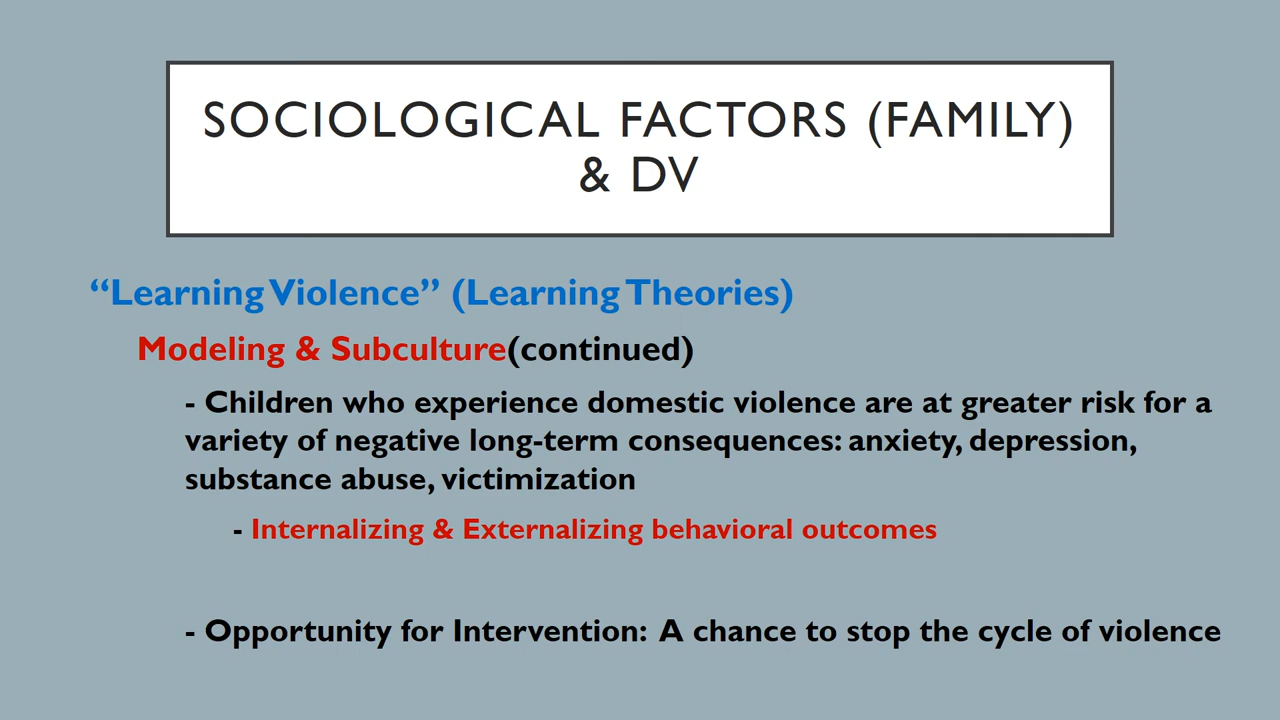 SOCIOLOGICAL FACTORS (FAMILY)
& DV
“Learning Violence” (Learning Theories)
Modeling & Subculture(continued)
- Children who experience domestic violence are at greater risk for a
variety of negative long-term consequences: anxiety, depression,
substance abuse, victimization
- Internalizing & Externalizing behavioral outcomes
- Opportunity for Intervention: A chance to stop the cycle of violence